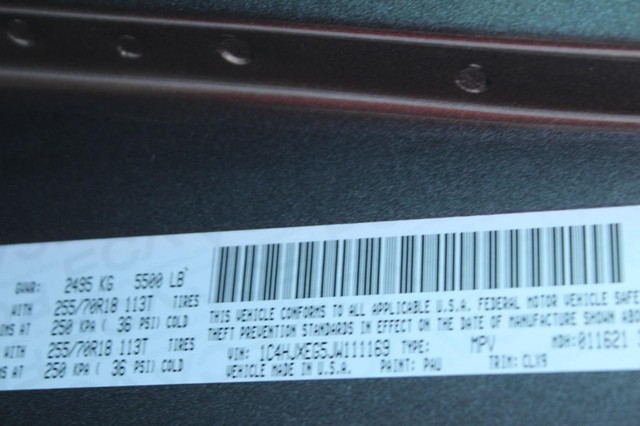 GVWR: 2495 KG 5500 LB
WITH 255/70R18 113T TIRES
MS AT 250 KPA ( 36 PSI) COLD
WITH 255/70R18 113T TIRES
MS AT 250 KPA ( 36 PSI) COLD
THIS VEHICLE CONFORMS TO ALL APPLICABLE U.S.A. FEDERAL MOTOR VEHICLE SAFE
THEFT PREVENTION STANDARDS IN EFFECT ON THE DATE OF MANUFACTURE SHOWN ABO
VIN: 1C4HJXEG5JW111169 TYPE: MPV MDH: 011621
VEHICLE MADE IN U.S.A. PAINT: PAU TRIM: CLX9